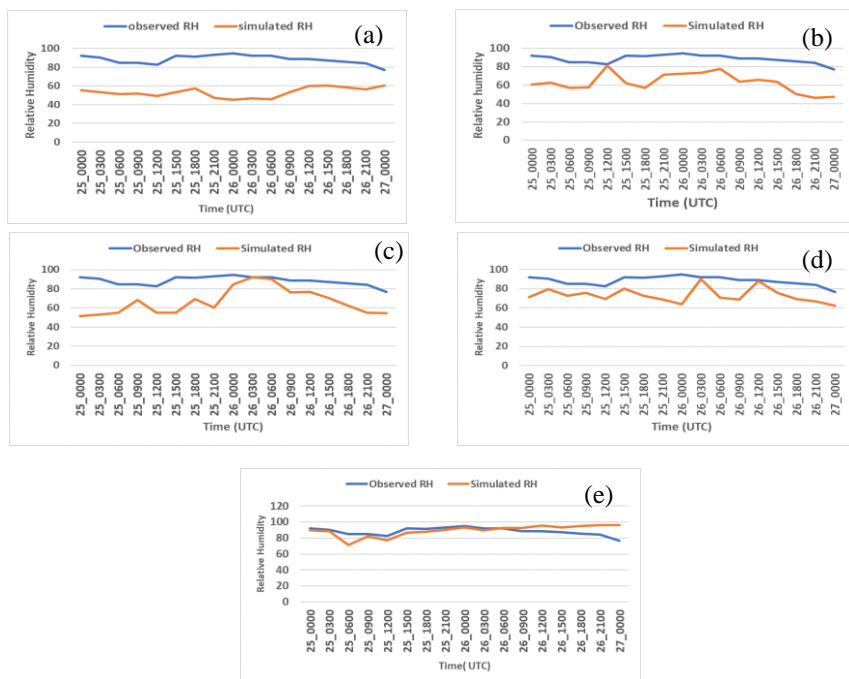 observed RH simulated RH (a)
100
80
60
40
20
0
Relative Humidity
25_0000 25_0300 25_0600 25_0900 25_1200 25_1500 25_1800 25_2100 26_0000 26_0300 26_0600 26_0900 26_1200 26_1500 26_1800 26_2100 27_0000
Time (UTC)
Observed RH Simulated RH (b)
100
80
60
40
20
0
Relative humidity
25_0000 25_0300 25_0600 25_0900 25_1200 25_1500 25_1800 25_2100 26_0000 26_0300 26_0600 26_0900 26_1200 26_1500 26_1800 26_2100 27_0000
Time (UTC)
Observed RH Simulated RH (c)
100
80
60
40
20
0
Relative Humidity
25_0000 25_0300 25_0600 25_0900 25_1200 25_1500 25_1800 25_2100 26_0000 26_0300 26_0600 26_0900 26_1200 26_1500 26_1800 26_2100 27_0000
Time (UTC)
Observed RH Simulated RH (d)
100
80
60
40
20
0
Relative Humidity
25_0000 25_0300 25_0600 25_0900 25_1200 25_1500 25_1800 25_2100 26_0000 26_0300 26_0600 26_0900 26_1200 26_1500 26_1800 26_2100 27_0000
Time (UTC)
Observed RH Simulated RH (e)
120
100
80
60
40
20
0
Relative Humidity
25_0000 25_0300 25_0600 25_0900 25_1200 25_1500 25_1800 25_2100 26_0000 26_0300 26_0600 26_0900 26_1200 26_1500 26_1800 26_2100 27_0000
Time( UTC)